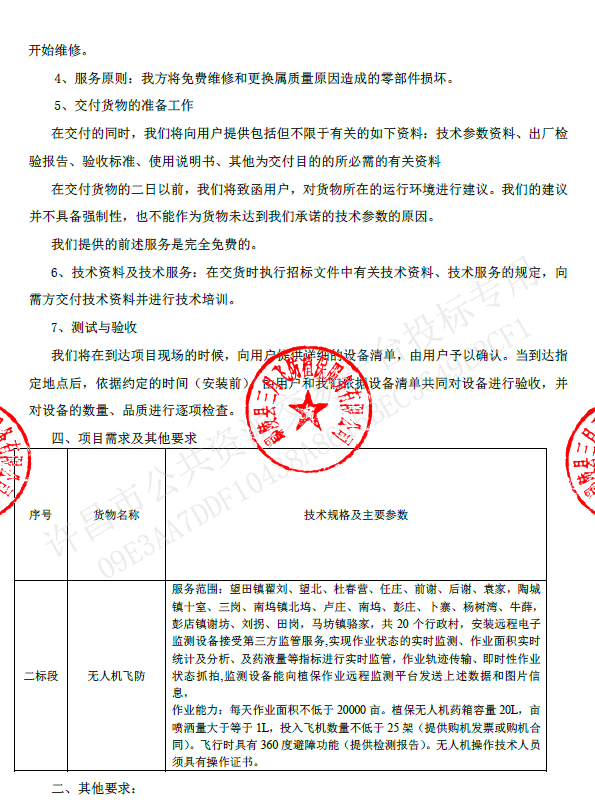 开始维修。
4、服务原则：我方将免费维修和更换属质量原因造成的零部件损坏。
5、交付货物的准备工作
在交付的同时，我们将向用户提供包括但不限于有关的如下资料：技术参数资料、出厂检
验报告、验收标准、使用说明书、其他为交付目的的所必需的有关资料
在交付货物的二日以前，我们将致函用户，对货物所在的运行环境进行建议。我们的建议
并不具备强制性，也不能作为货物未达到我们承诺的技术参数的原因。
我们提供的前述服务是完全免费的。
6、技术资料及技术服务：在交货时执行招标文件中有关技术资料、技术服务的规定，向
需方交付技术资料并进行技术培训。
7、测试与验收
我们将在到达项目现场的时候，向用户提供详细的设备清单，由用户予以确认。当到达指
定地点后，依据约定的时间（安装前），用户和我们依据设备清单共同对设备进行验收，并
对设备的数量、品质进行逐项检查。
四、项目需求及其他要求
序号 货物名称 技术规格及主要参数
二标段 无人机飞防
服务范围：望田镇翟刘、望北、杜春营、任庄、前谢、后谢、袁家，陶城
镇十室、三岗、南坞镇北坞、卢庄、南坞、彭庄、卜寨、杨树湾、牛薛，
彭店镇谢坊、刘拐、田岗，马坊镇骆家，共 20 个行政村，安装远程电子
监测设备接受第三方监管服务,实现作业状态的实时监测、作业面积实时
统计及分析、及药液量等指标进行实时监管，作业轨迹传输、即时性作业
状态抓拍,监测设备能向植保作业远程监测平台发送上述数据和图片信
息，
作业能力：每天作业面积不低于 20000 亩。植保无人机药箱容量 20L，亩
喷洒量大于等于 1L，投入飞机数量不低于 25 架（提供购机发票或购机合
同）。飞行时具有 360 度避障功能（提供检测报告）。无人机操作技术人员
须具有操作证书。
二、其他要求：